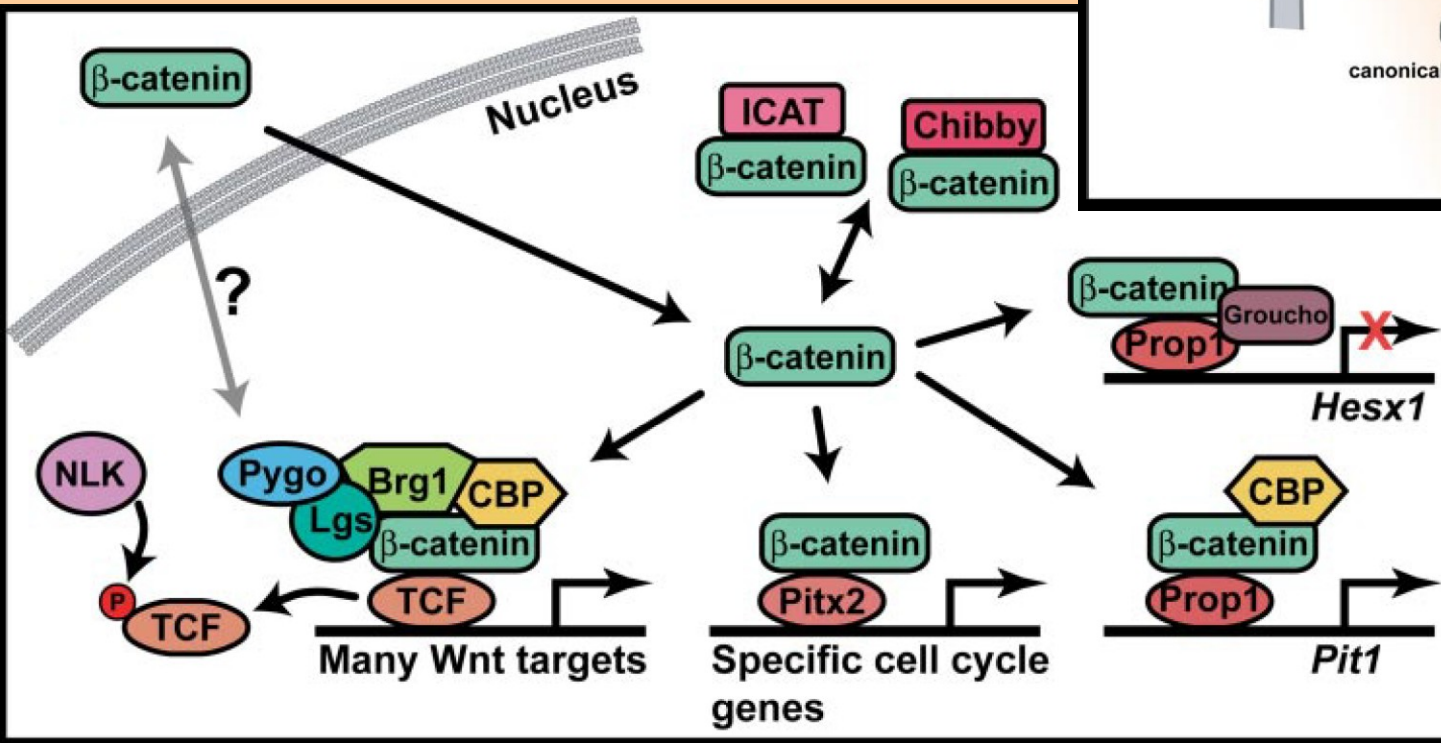 canonical
β-catenin
Nucleus
ICAT
β-catenin
Chibby
β-catenin
?
β-catenin
β-catenin
Groucho
Prop1
X
Hesx1
NLK
Pygo
Brg1
CBP
Lgs
β-catenin
TCF
P
TCF
Many Wnt targets
β-catenin
Pitx2
Specific cell cycle
genes
CBP
β-catenin
Prop1
Pit1